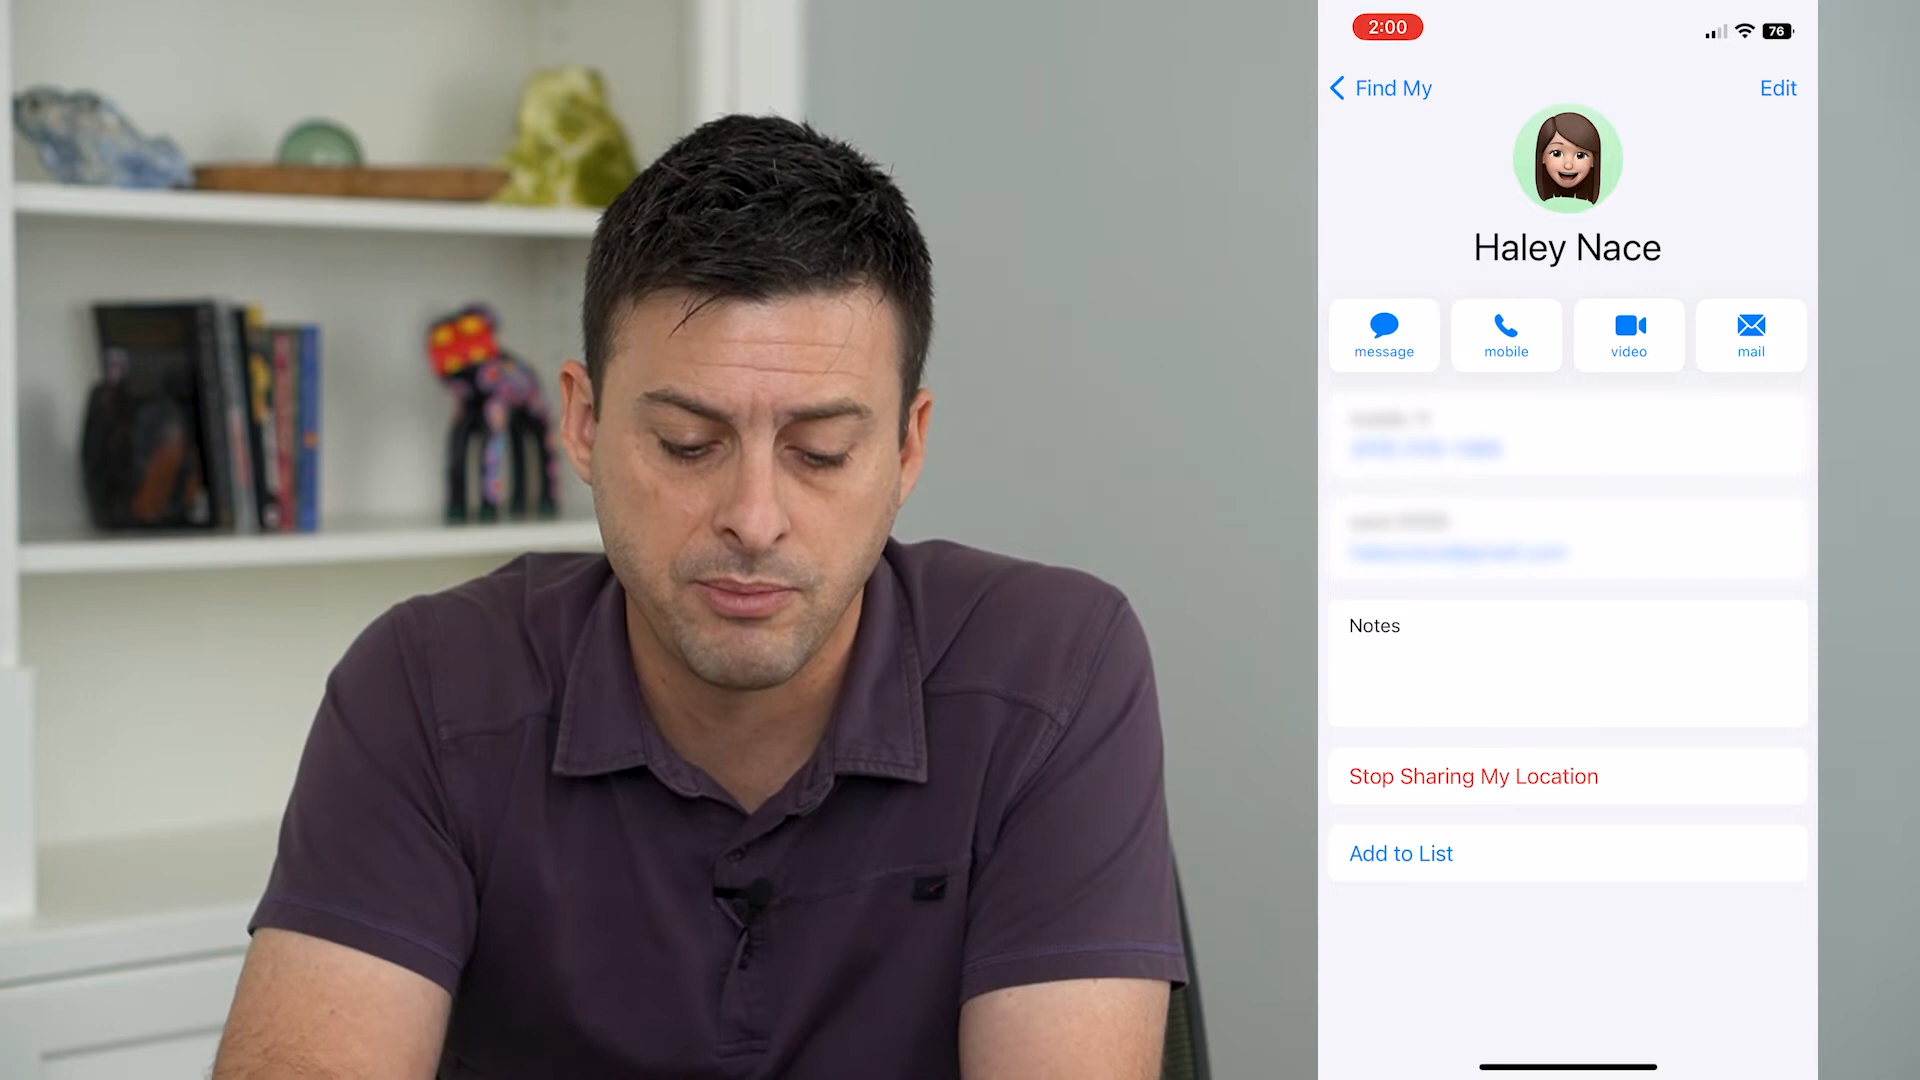 2:00
76
Find My
Edit
Haley Nace
message
mobile
video
mail
Notes
Stop Sharing My Location
Add to List